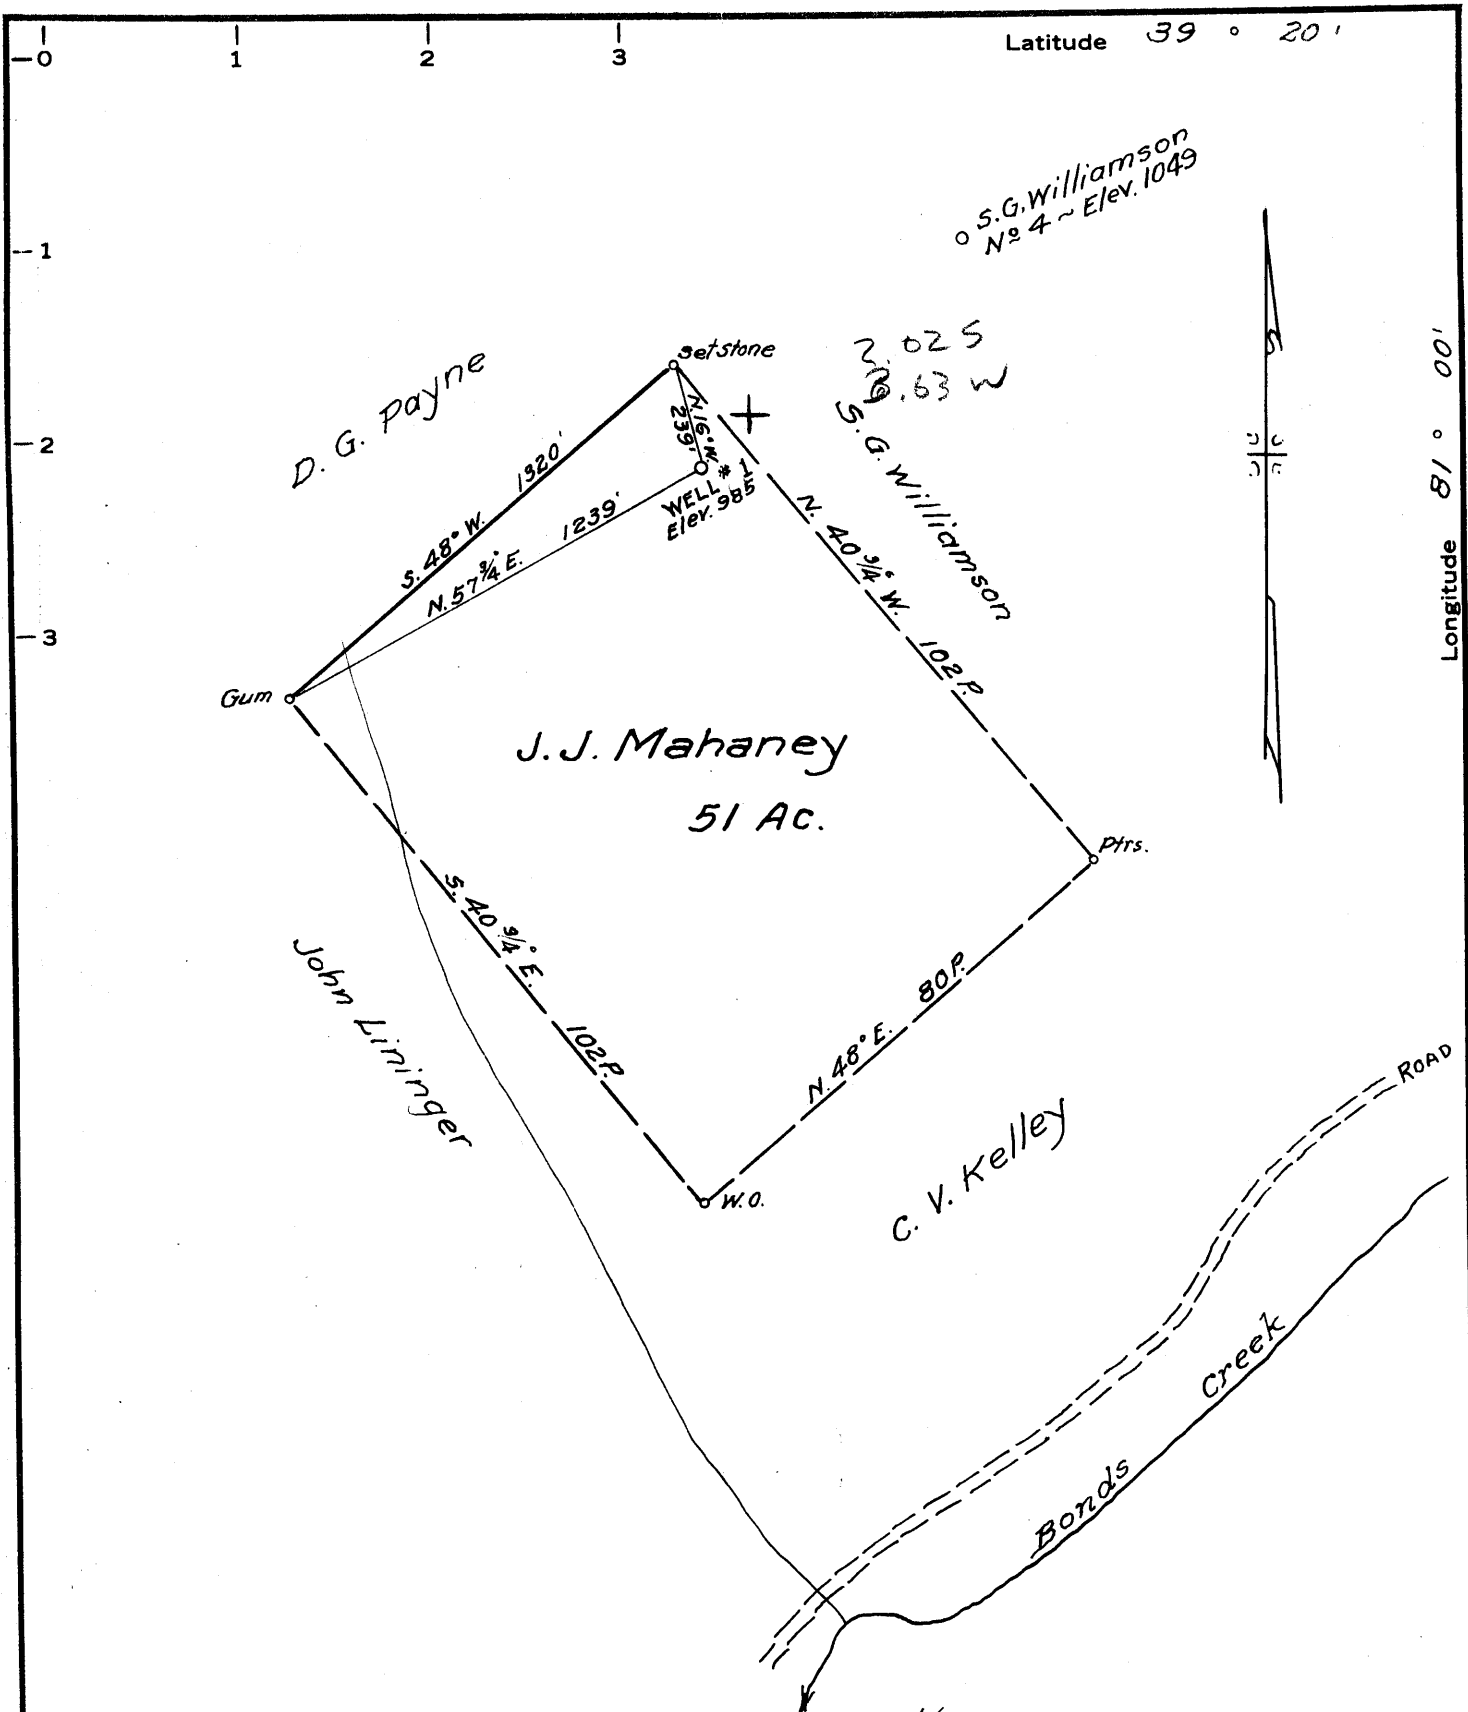 0 1 2 3
Latitude 39 ° 20 '
S.G. Williamson
Nº 4 ~ Elev. 1049
1
Set Stone
2.02 S
.63 W
D. G. Payne
Longitude 81 ° 00'
N. 16° W.
239'
2
S. 48° W. 1320'
N. 57 3/4° E. 1239'
WELL # 1
Elev. 985
S. G. Williamson
N. 40 3/4° W. 102 P.
3
Gum
J. J. Mahaney
51 Ac.
Ptrs.
S. 40 3/4° E. 102 P.
John Lininger
N. 48° E. 80 P.
W.O.
ROAD
C. V. Kelley
Bonds Creek